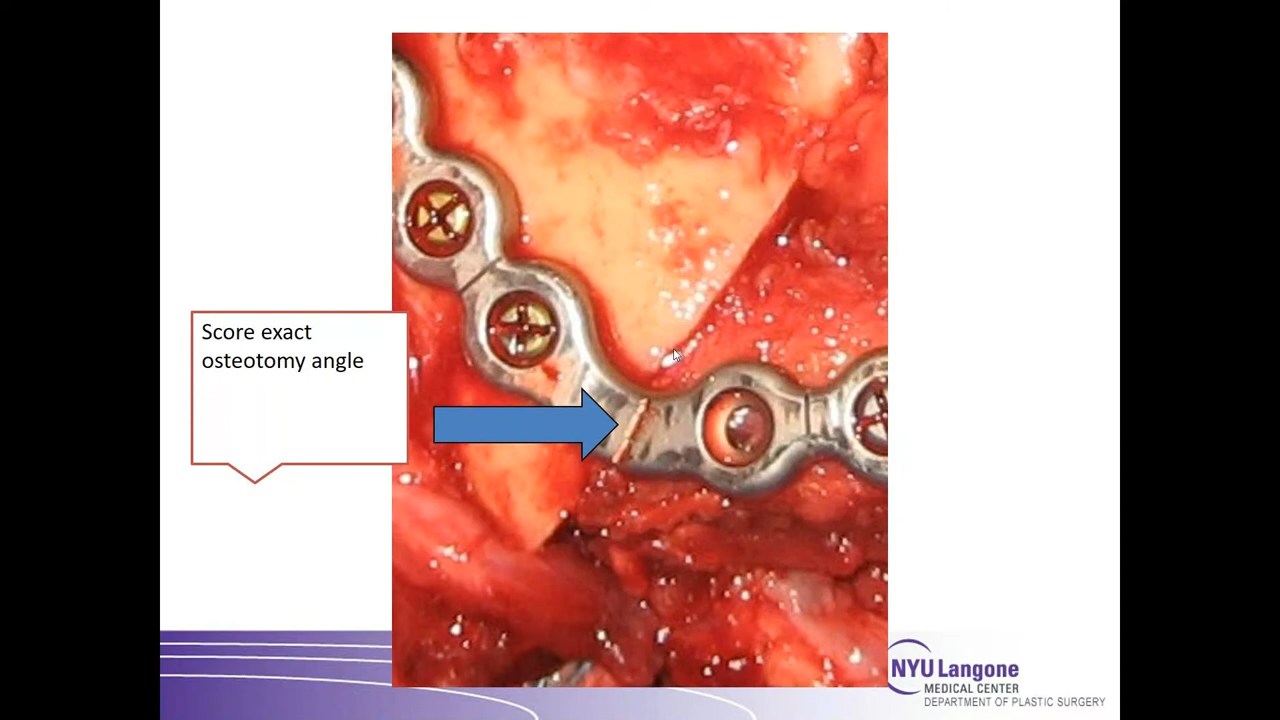 Score exact
osteotomy angle
NYU Langone
MEDICAL CENTER
DEPARTMENT OF PLASTIC SURGERY